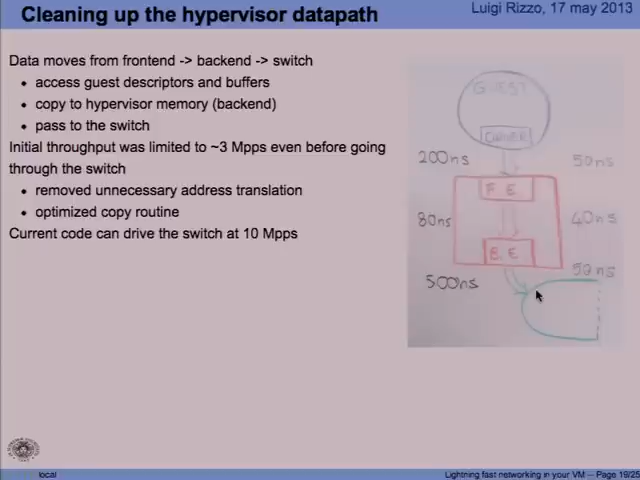 Cleaning up the hypervisor datapath
Luigi Rizzo, 17 may 2013
Data moves from frontend -> backend -> switch
• access guest descriptors and buffers
• copy to hypervisor memory (backend)
• pass to the switch
Initial throughput was limited to ~3 Mpps even before going
through the switch
• removed unnecessary address translation
• optimized copy routine
Current code can drive the switch at 10 Mpps
GUEST
200ns
50ns
F E
80ns
40ns
B.E
500ns
50ns
local
Lightning fast networking in your VM -- Page 19/25